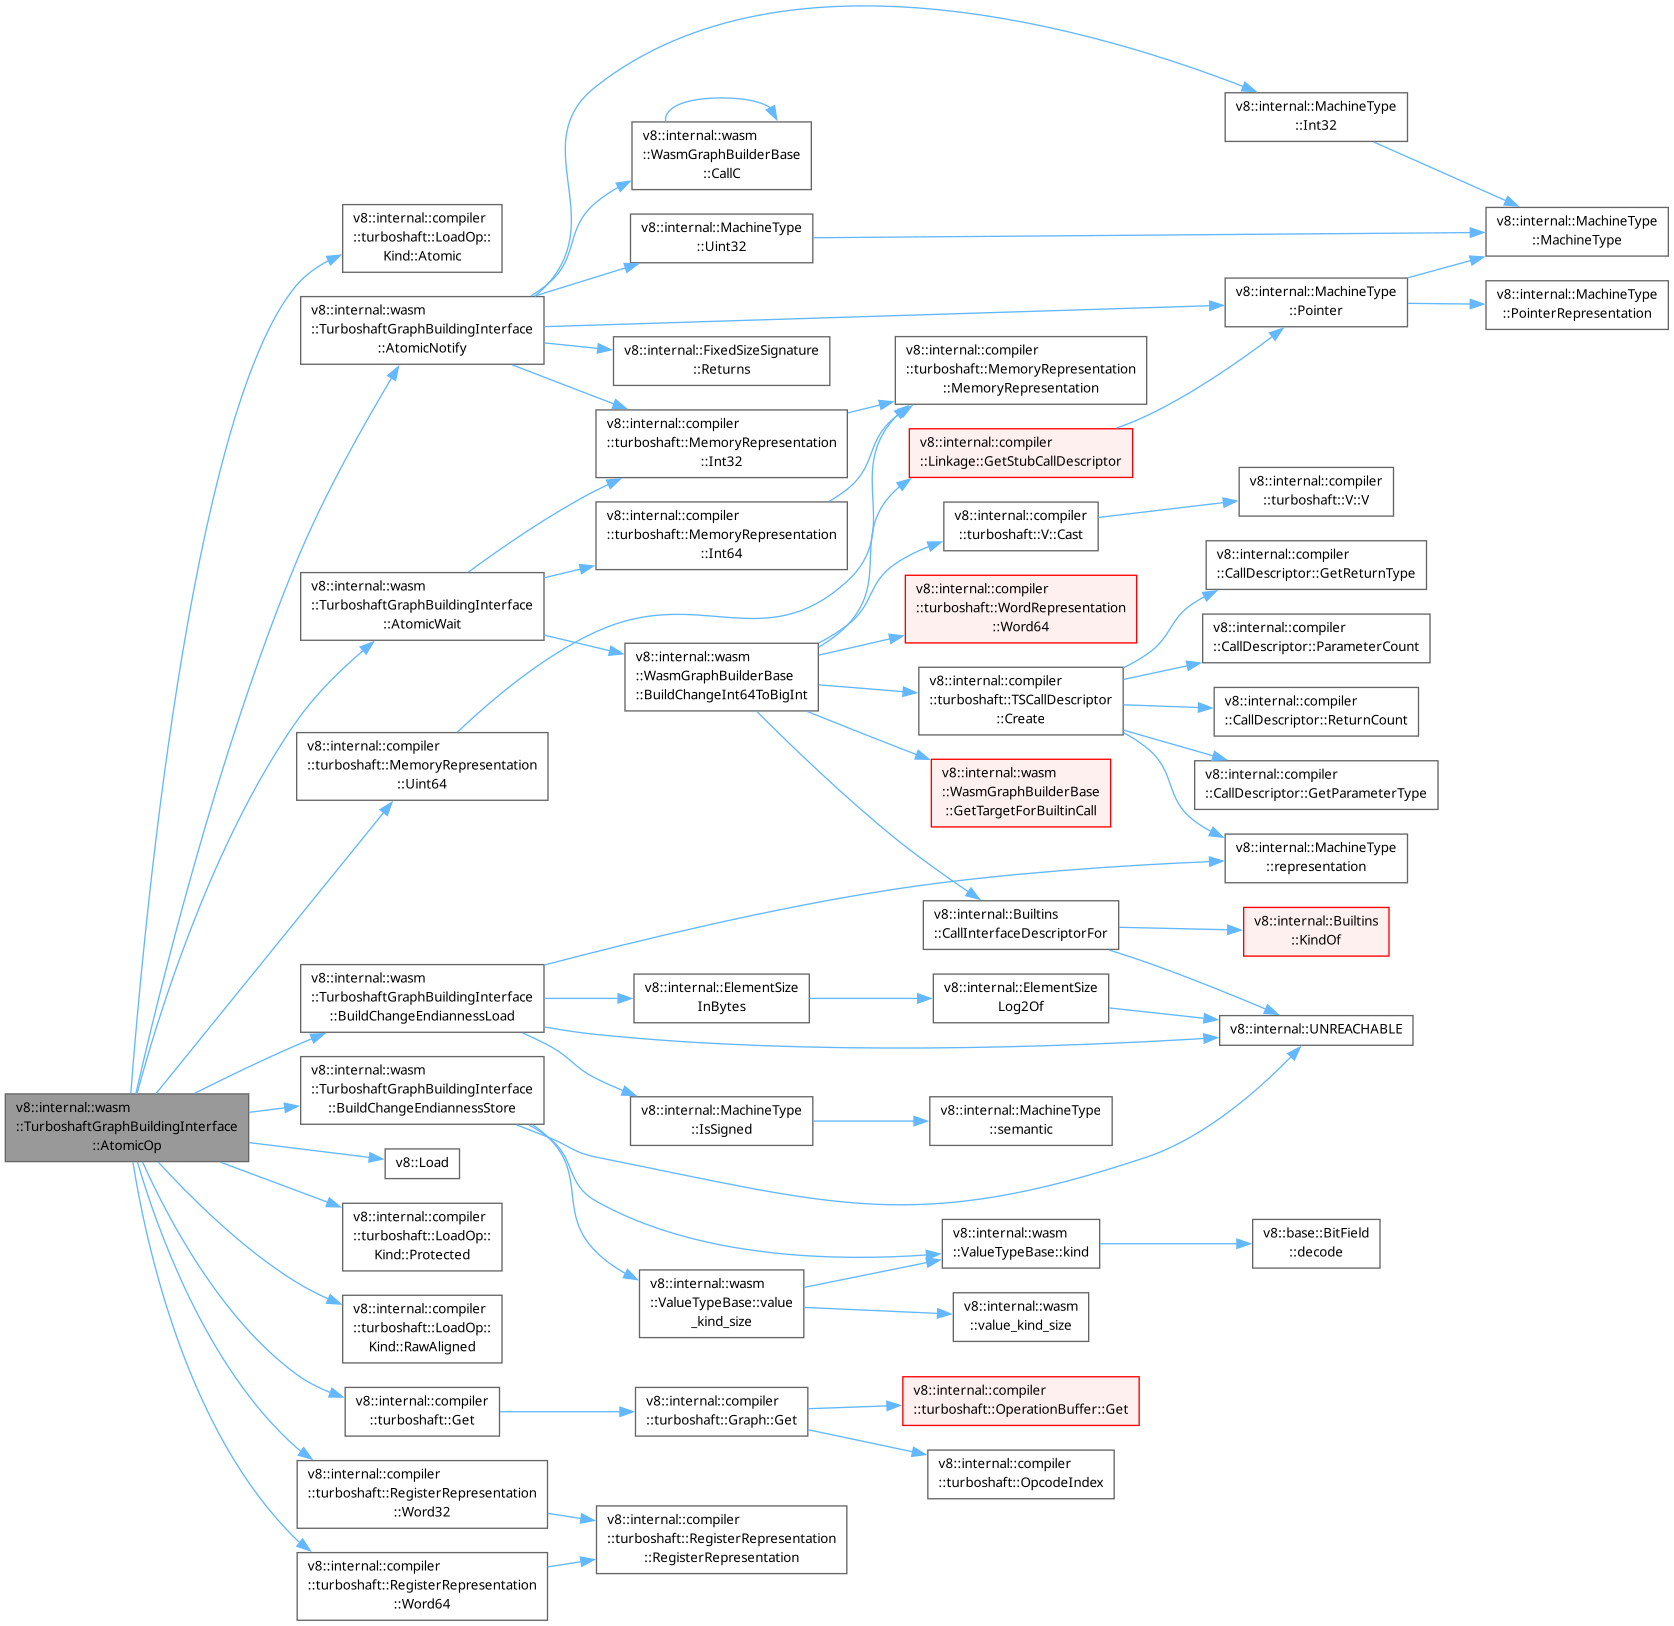 v8::internal::wasm
::TurboshaftGraphBuildingInterface
::AtomicOp
v8::internal::compiler
::turboshaft::LoadOp::
Kind::Atomic
v8::internal::wasm
::TurboshaftGraphBuildingInterface
::AtomicNotify
v8::internal::wasm
::TurboshaftGraphBuildingInterface
::AtomicWait
v8::internal::compiler
::turboshaft::MemoryRepresentation
::Uint64
v8::internal::wasm
::TurboshaftGraphBuildingInterface
::BuildChangeEndiannessLoad
v8::internal::wasm
::TurboshaftGraphBuildingInterface
::BuildChangeEndiannessStore
v8::Load
v8::internal::compiler
::turboshaft::LoadOp::
Kind::Protected
v8::internal::compiler
::turboshaft::LoadOp::
Kind::RawAligned
v8::internal::compiler
::turboshaft::Get
v8::internal::compiler
::turboshaft::RegisterRepresentation
::Word32
v8::internal::compiler
::turboshaft::RegisterRepresentation
::Word64
v8::internal::wasm
::WasmGraphBuilderBase
::CallC
v8::internal::MachineType
::Uint32
v8::internal::FixedSizeSignature
::Returns
v8::internal::compiler
::turboshaft::MemoryRepresentation
::Int32
v8::internal::compiler
::turboshaft::MemoryRepresentation
::Int64
v8::internal::wasm
::WasmGraphBuilderBase
::BuildChangeInt64ToBigInt
v8::internal::ElementSize
InBytes
v8::internal::MachineType
::IsSigned
v8::internal::wasm
::ValueTypeBase::value
_kind_size
v8::internal::compiler
::turboshaft::Graph::Get
v8::internal::compiler
::turboshaft::RegisterRepresentation
::RegisterRepresentation
v8::internal::compiler
::turboshaft::MemoryRepresentation
::MemoryRepresentation
v8::internal::compiler
::Linkage::GetStubCallDescriptor
v8::internal::compiler
::turboshaft::V::Cast
v8::internal::compiler
::turboshaft::WordRepresentation
::Word64
v8::internal::compiler
::turboshaft::TSCallDescriptor
::Create
v8::internal::wasm
::WasmGraphBuilderBase
::GetTargetForBuiltinCall
v8::internal::Builtins
::CallInterfaceDescriptorFor
v8::internal::ElementSize
Log2Of
v8::internal::MachineType
::semantic
v8::internal::wasm
::ValueTypeBase::kind
v8::internal::wasm
::value_kind_size
v8::internal::compiler
::turboshaft::OperationBuffer::Get
v8::internal::compiler
::turboshaft::OpcodeIndex
v8::internal::MachineType
::Int32
v8::internal::MachineType
::Pointer
v8::internal::compiler
::turboshaft::V::V
v8::internal::compiler
::CallDescriptor::GetReturnType
v8::internal::compiler
::CallDescriptor::ParameterCount
v8::internal::compiler
::CallDescriptor::ReturnCount
v8::internal::compiler
::CallDescriptor::GetParameterType
v8::internal::MachineType
::representation
v8::internal::Builtins
::KindOf
v8::internal::UNREACHABLE
v8::base::BitField
::decode
v8::internal::MachineType
::MachineType
v8::internal::MachineType
::PointerRepresentation